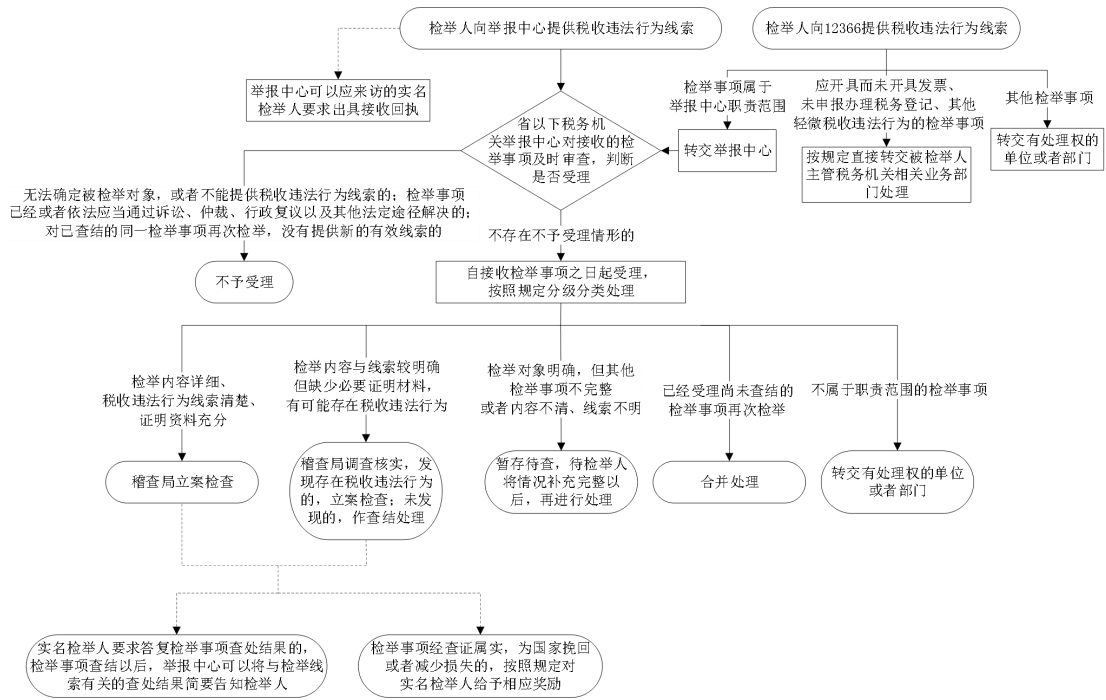 检举人向举报中心提供税收违法行为线索
检举人向12366提供税收违法行为线索
举报中心可以应来访的实名
检举人要求出具接收回执
检举事项属于
举报中心职责范围
应开具而未开具发票、
未申报办理税务登记、其他
轻微税收违法行为的检举事项
其他检举事项
省以下税务机
关举报中心对接收的检
举事项及时审查，判断
是否受理
转交举报中心
按规定直接转交被检举人
主管税务机关相关业务部
门处理
转交有处理权的
单位或者部门
无法确定被检举对象，或者不能提供税收违法行为线索的；检举事项
已经或者依法应当通过诉讼、仲裁、行政复议以及其他法定途径解决的；
对已查结的同一检举事项再次检举，没有提供新的有效线索的
不存在不予受理情形的
不予受理
自接收检举事项之日起受理，
按照规定分级分类处理
检举内容详细、
税收违法行为线索清楚、
证明资料充分
检举内容与线索较明确
但缺少必要证明材料，
有可能存在税收违法行为
检举对象明确，但其他
检举事项不完整
或者内容不清、线索不明
已经受理尚未查结的
检举事项再次检举
不属于职责范围的检举事项
稽查局立案检查
稽查局调查核实，发
现存在税收违法行为
的，立案检查；未发
现的，作查结处理
暂存待查，待检举人
将情况补充完整以
后，再进行处理
合并处理
转交有处理权的单位
或者部门
实名检举人要求答复检举事项查处结果的，
检举事项查结以后，举报中心可以将与检举线
索有关的查处结果简要告知检举人
检举事项经查证属实，为国家挽回
或者减少损失的，按照规定对
实名检举人给予相应奖励